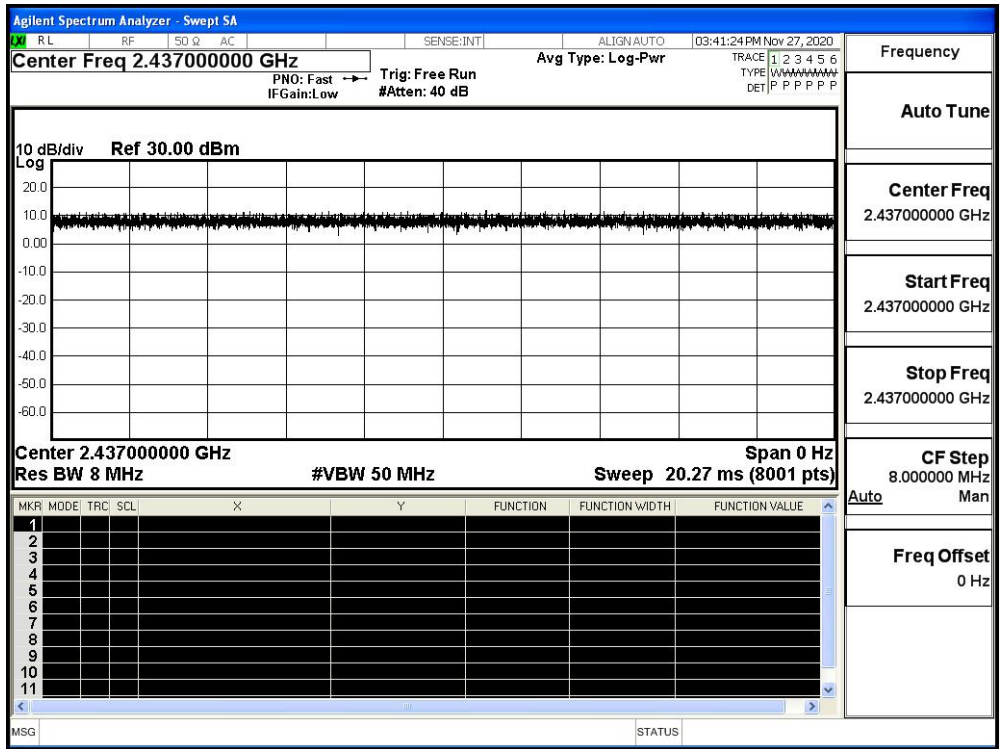 Agilent Spectrum Analyzer - Swept SA
LXI RL RF 50 Ω AC SENSE:INT ALIGN AUTO 03:41:24 PM Nov 27, 2020
Center Freq 2.437000000 GHz
Avg Type: Log-Pwr
TRACE 1 2 3 4 5 6
PNO: Fast Trig: Free Run
TYPE WWWWWW
IFGain:Low #Atten: 40 dB
DET P P P P P P
10 dB/div Ref 30.00 dBm
Log
20.0
10.0
0.00
-10.0
-20.0
-30.0
-40.0
-50.0
-60.0
Center 2.437000000 GHz Span 0 Hz
Res BW 8 MHz #VBW 50 MHz Sweep 20.27 ms (8001 pts)
MKR MODE TRC SCL X Y FUNCTION FUNCTION WIDTH FUNCTION VALUE
1
2
3
4
5
6
7
8
9
10
11
MSG STATUS
Frequency
Auto Tune
Center Freq
2.437000000 GHz
Start Freq
2.437000000 GHz
Stop Freq
2.437000000 GHz
CF Step
8.000000 MHz
Auto Man
Freq Offset
0 Hz